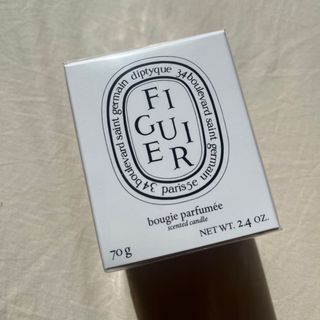 diptyque 34 boulevard saint germain
34 boulevard saint germain
paris5e
FI
GUI
ER
bougie parfumée
scented candle
70 g
NET WT. 2.4 OZ.